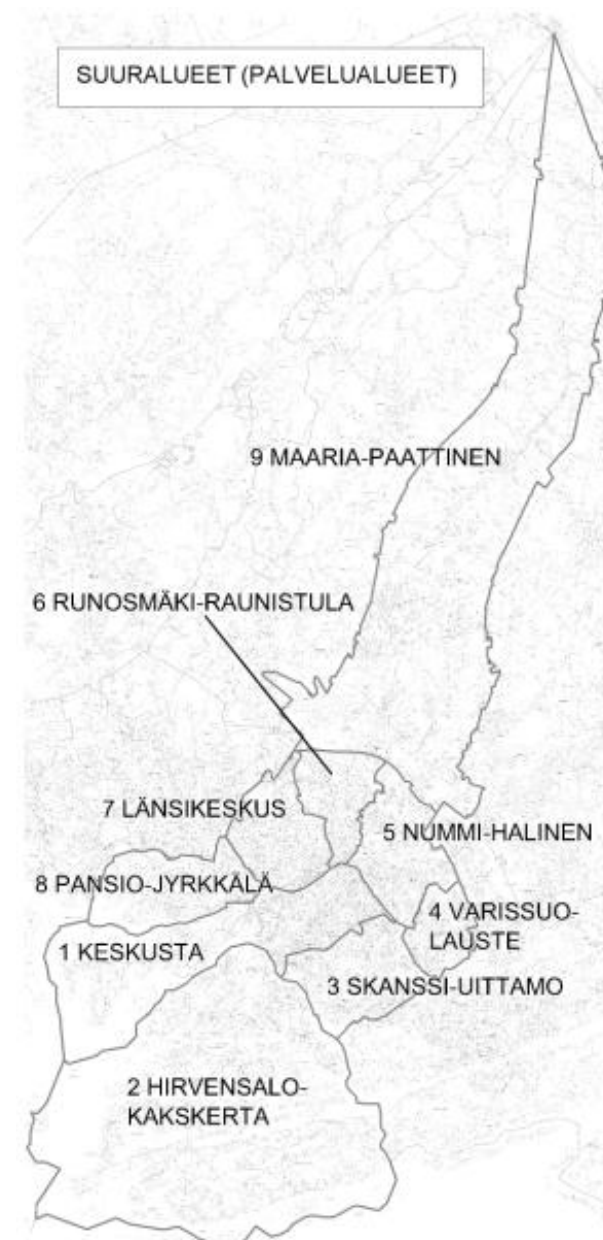 SUURALUEET (PALVELUALUEET)
9 MAARIA-PAATTINEN
6 RUNOSMÄKI-RAUNISTULA
7 LÄNSIKESKUS
5 NUMMI-HALINEN
8 PANSIO-JYRKKÄLÄ
4 VARISSUO-
LAUSTE
1 KESKUSTA
3 SKANSSI-UITTAMO
2 HIRVENSALO-
KAKSKERTA